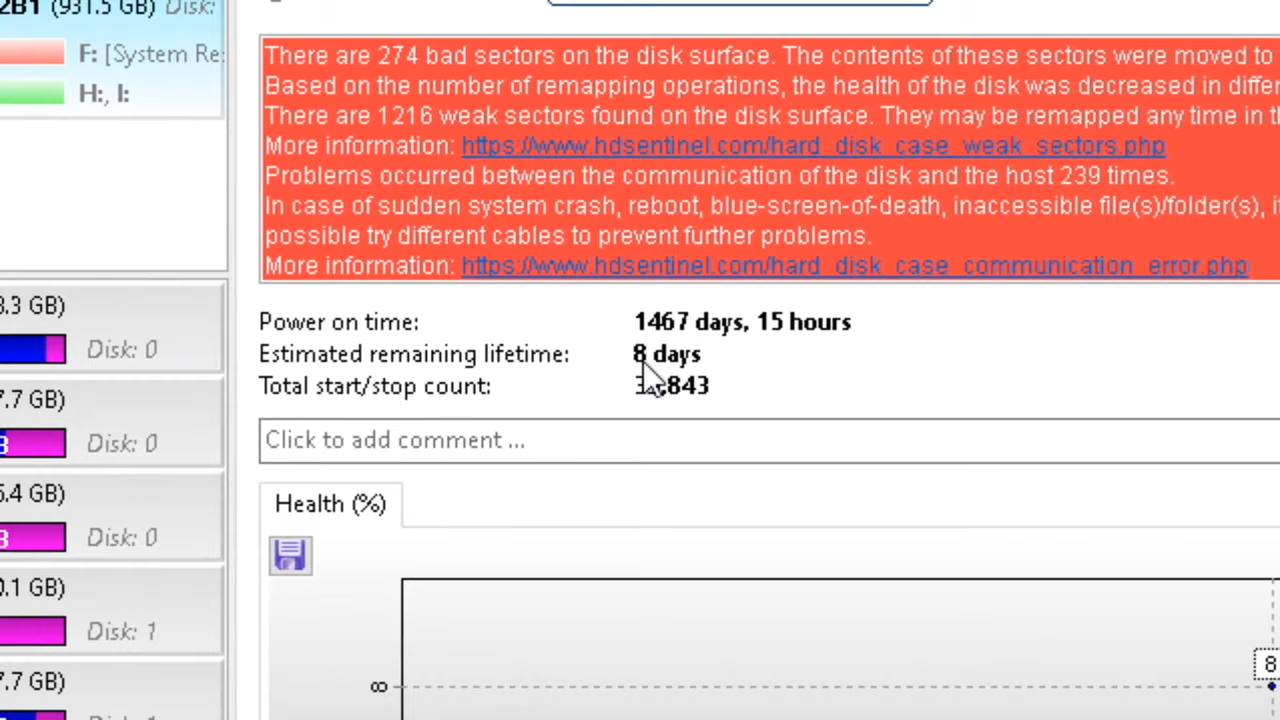 2B1 (931.5 GB) Disk:
F: [System Re:
H:, I:
There are 274 bad sectors on the disk surface. The contents of these sectors were moved to
Based on the number of remapping operations, the health of the disk was decreased in differ
There are 1216 weak sectors found on the disk surface. They may be remapped any time in th
More information: https://www.hdsentinel.com/hard_disk_case_weak_sectors.php
Problems occurred between the communication of the disk and the host 239 times.
In case of sudden system crash, reboot, blue-screen-of-death, inaccessible file(s)/folder(s), i
possible try different cables to prevent further problems.
More information: https://www.hdsentinel.com/hard_disk_case_communication_error.php
3.3 GB)
Disk: 0
7.7 GB)
3 Disk: 0
5.4 GB)
3 Disk: 0
0.1 GB)
Disk: 1
7.7 GB)
Disk: 1
Power on time: 1467 days, 15 hours
Estimated remaining lifetime: 8 days
Total start/stop count: 843
Click to add comment ...
Health (%)
8
8